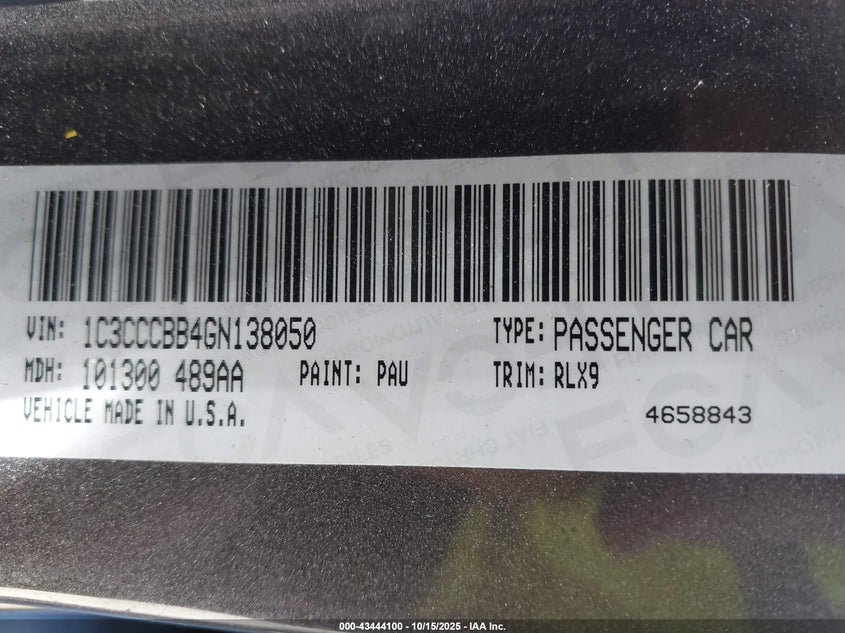 VIN: 1C3CCCBB4GN138050 TYPE: PASSENGER CAR
MDH: 101300 489AA PAINT: PAU TRIM: RLX9
VEHICLE MADE IN U.S.A. 4658843
000-43444100 - 10/15/2025 - IAA Inc.